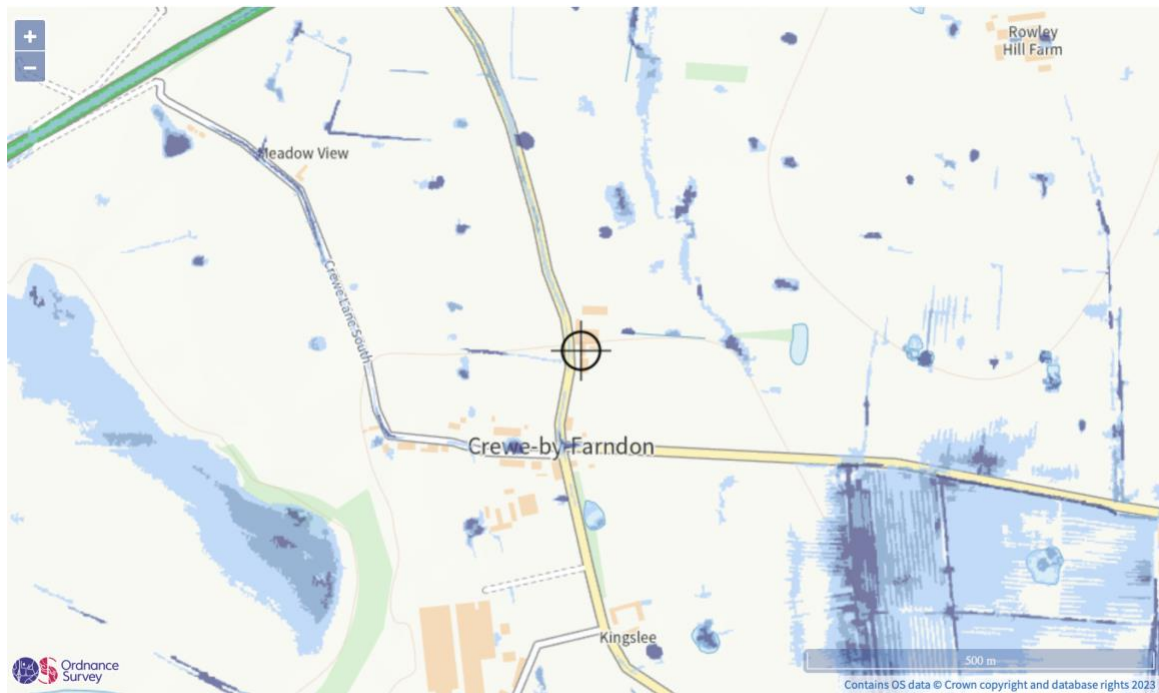 +
−
Rowley
Hill Farm
Meadow View
Crewe Lane South
Crewe-by-Farndon
Kingslee
Ordnance
Survey
500 m
Contains OS data © Crown copyright and database rights 2023